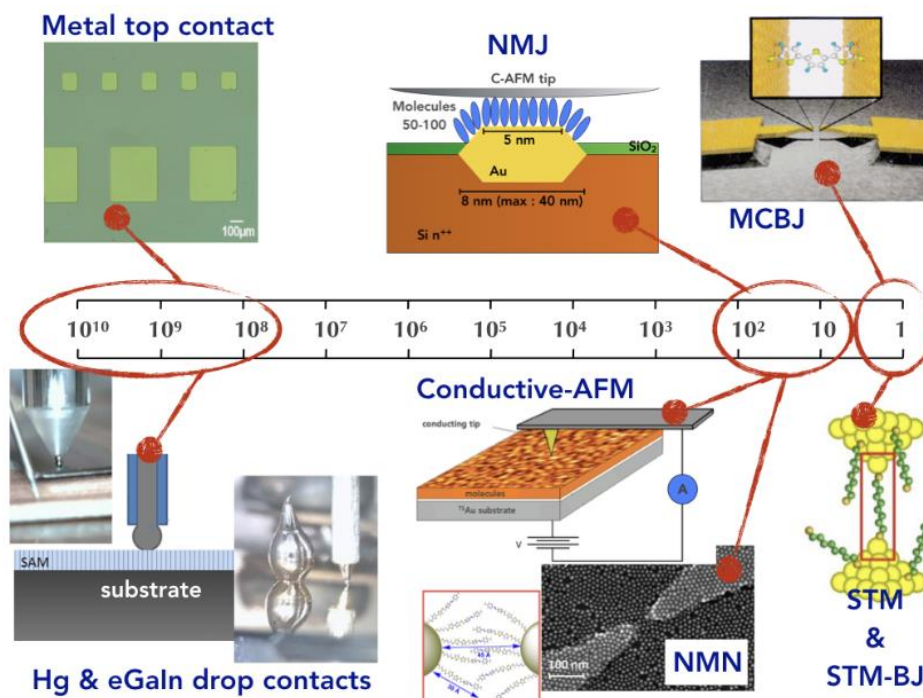 Metal top contact
100µm
NMJ
C-AFM tip
Molecules
50-100
5 nm
SiO₂
Au
8 nm (max : 40 nm)
Si n⁺⁺
MCBJ
10¹⁰ 10⁹ 10⁸ 10⁷ 10⁶ 10⁵ 10⁴ 10³ 10² 10 1
SAM
substrate
Hg & eGaIn drop contacts
Conductive-AFM
conducting tip
molecules
ᵀˢAu substrate
V
A
100 nm
NMN
STM
&
STM-BJ